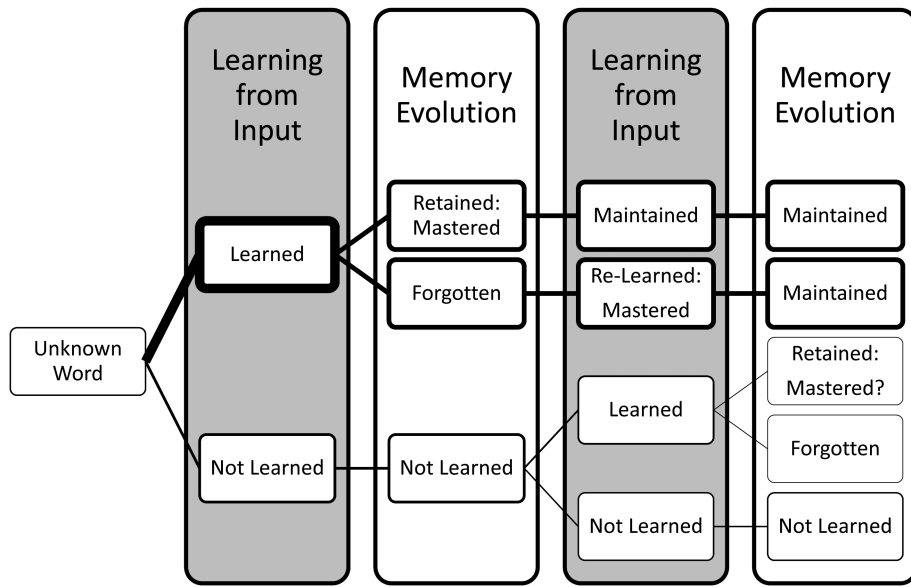 Learning
from
Input
Memory
Evolution
Learning
from
Input
Memory
Evolution
Unknown
Word
Learned
Not Learned
Retained:
Mastered
Forgotten
Not Learned
Maintained
Re-Learned:
Mastered
Learned
Not Learned
Maintained
Maintained
Retained:
Mastered?
Forgotten
Not Learned